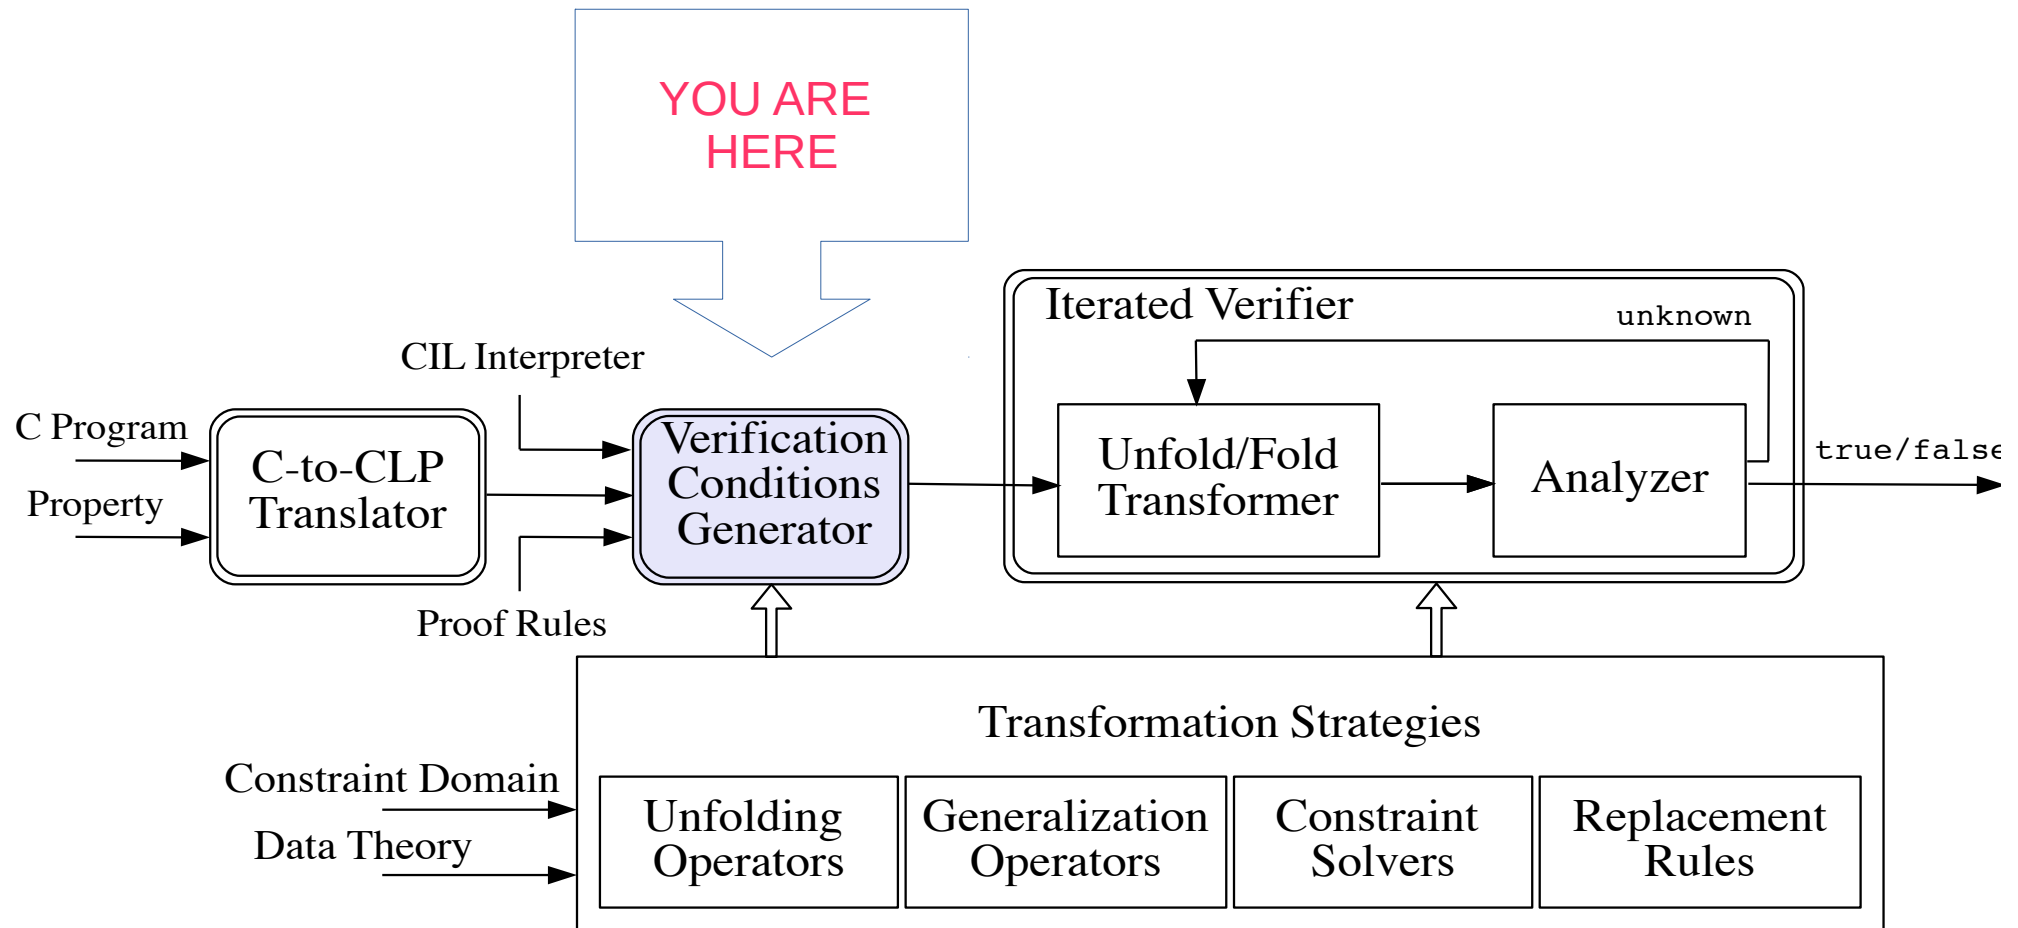 YOU ARE
HERE
Iterated Verifier
unknown
CIL Interpreter
C Program
Property
C-to-CLP
Translator
Verification
Conditions
Generator
Unfold/Fold
Transformer
Analyzer
true/false
Proof Rules
Transformation Strategies
Constraint Domain
Data Theory
Unfolding
Operators
Generalization
Operators
Constraint
Solvers
Replacement
Rules